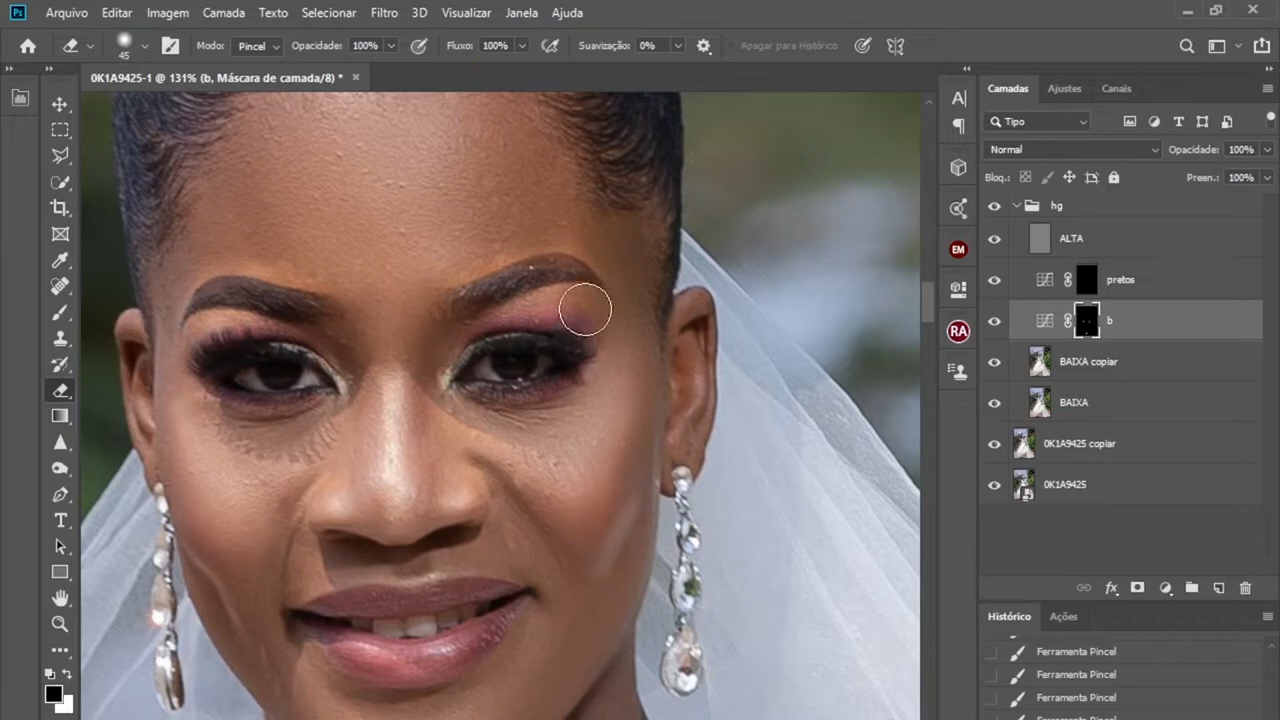 Ps Arquivo Editar Imagem Camada Texto Selecionar Filtro 3D Visualizar Janela Ajuda
45 Modo: Pincel Opacidade: 100% Fluxo: 100% Suavização: 0% Apagar para Histórico
0K1A9425-1 @ 131% (b, Máscara de camada/8) *
Camadas Ajustes Canais
Tipo
Normal Opacidade: 100%
Bloq.: Preen.: 100%
hg
ALTA
pretos
b
BAIXA copiar
BAIXA
0K1A9425 copiar
0K1A9425
EM
RA
fx
Histórico Ações
Ferramenta Pincel
Ferramenta Pincel
Ferramenta Pincel